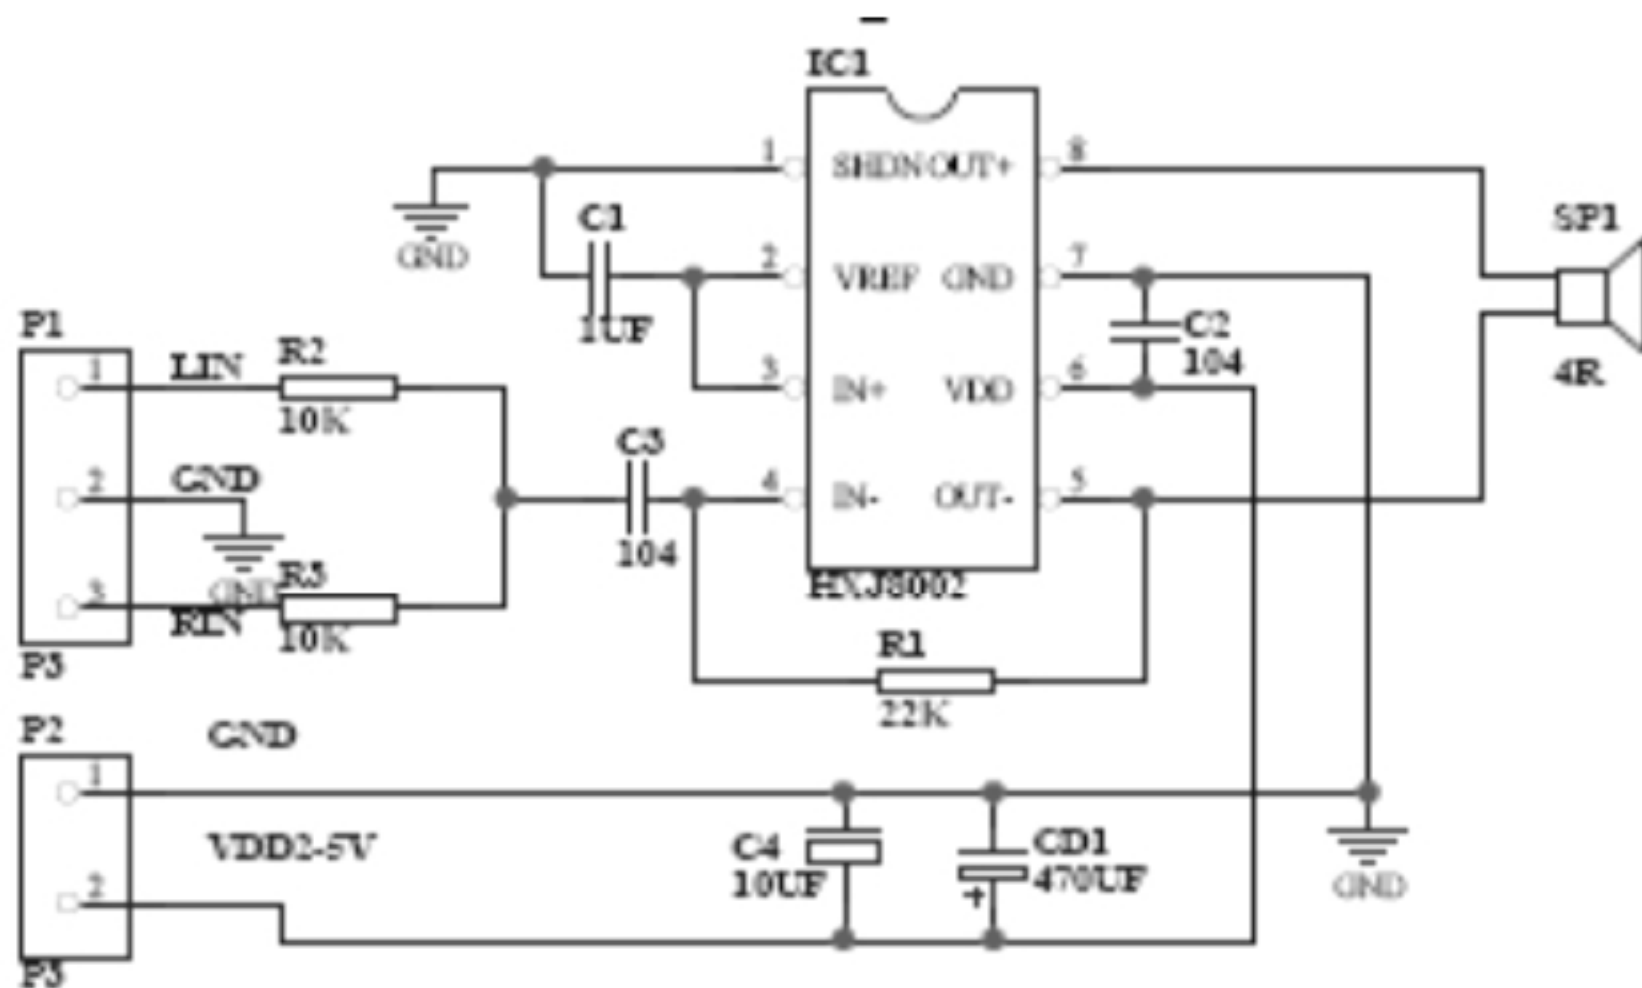 IC1
1
SHDN
OUT+
8
GND
C1
1UF
2
VREF
GND
7
SP1
4R
C2
104
3
IN+
VDD
6
P1
1
LIN
R2
10K
2
GND
GND
3
RIN
R3
10K
P3
C3
104
4
IN-
OUT-
5
HXJ8002
R1
22K
P2
GND
1
VDD2-5V
2
P3
C4
10UF
CD1
470UF
+
GND